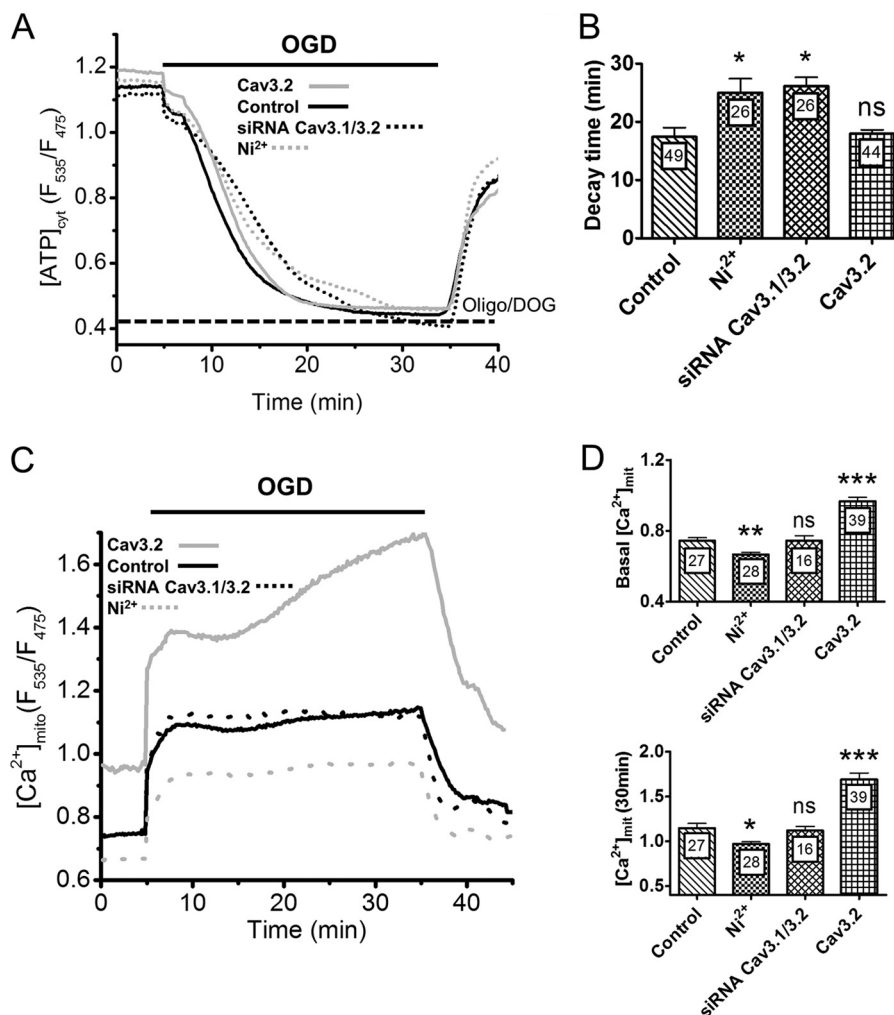 A
OGD
Cav3.2
Control
siRNA Cav3.1/3.2
Ni²⁺
Oligo/DOG
[ATP]cyt (F535/F475)
1.2
1.0
0.8
0.6
0.4
0 10 20 30 40
Time (min)
B
* * ns
Decay time (min)
30
20
10
0
49 26 26 44
Control Ni²⁺ siRNA Cav3.1/3.2 Cav3.2
C
OGD
Cav3.2
Control
siRNA Cav3.1/3.2
Ni²⁺
[Ca²⁺]mito (F535/F475)
1.6
1.4
1.2
1.0
0.8
0.6
0 10 20 30 40
Time (min)
D
** ns ***
Basal [Ca²⁺]mit
1.2
0.8
0.4
27 28 16 39
Control Ni²⁺ siRNA Cav3.1/3.2 Cav3.2
* ns ***
[Ca²⁺]mit (30min)
2.0
1.5
1.0
0.5
27 28 16 39
Control Ni²⁺ siRNA Cav3.1/3.2 Cav3.2